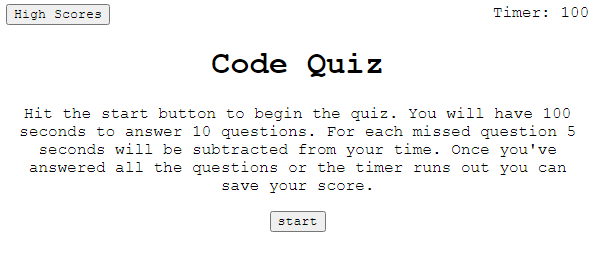 High Scores
Timer: 100
Code Quiz
Hit the start button to begin the quiz. You will have 100
seconds to answer 10 questions. For each missed question 5
seconds will be subtracted from your time. Once you've
answered all the questions or the timer runs out you can
save your score.
start